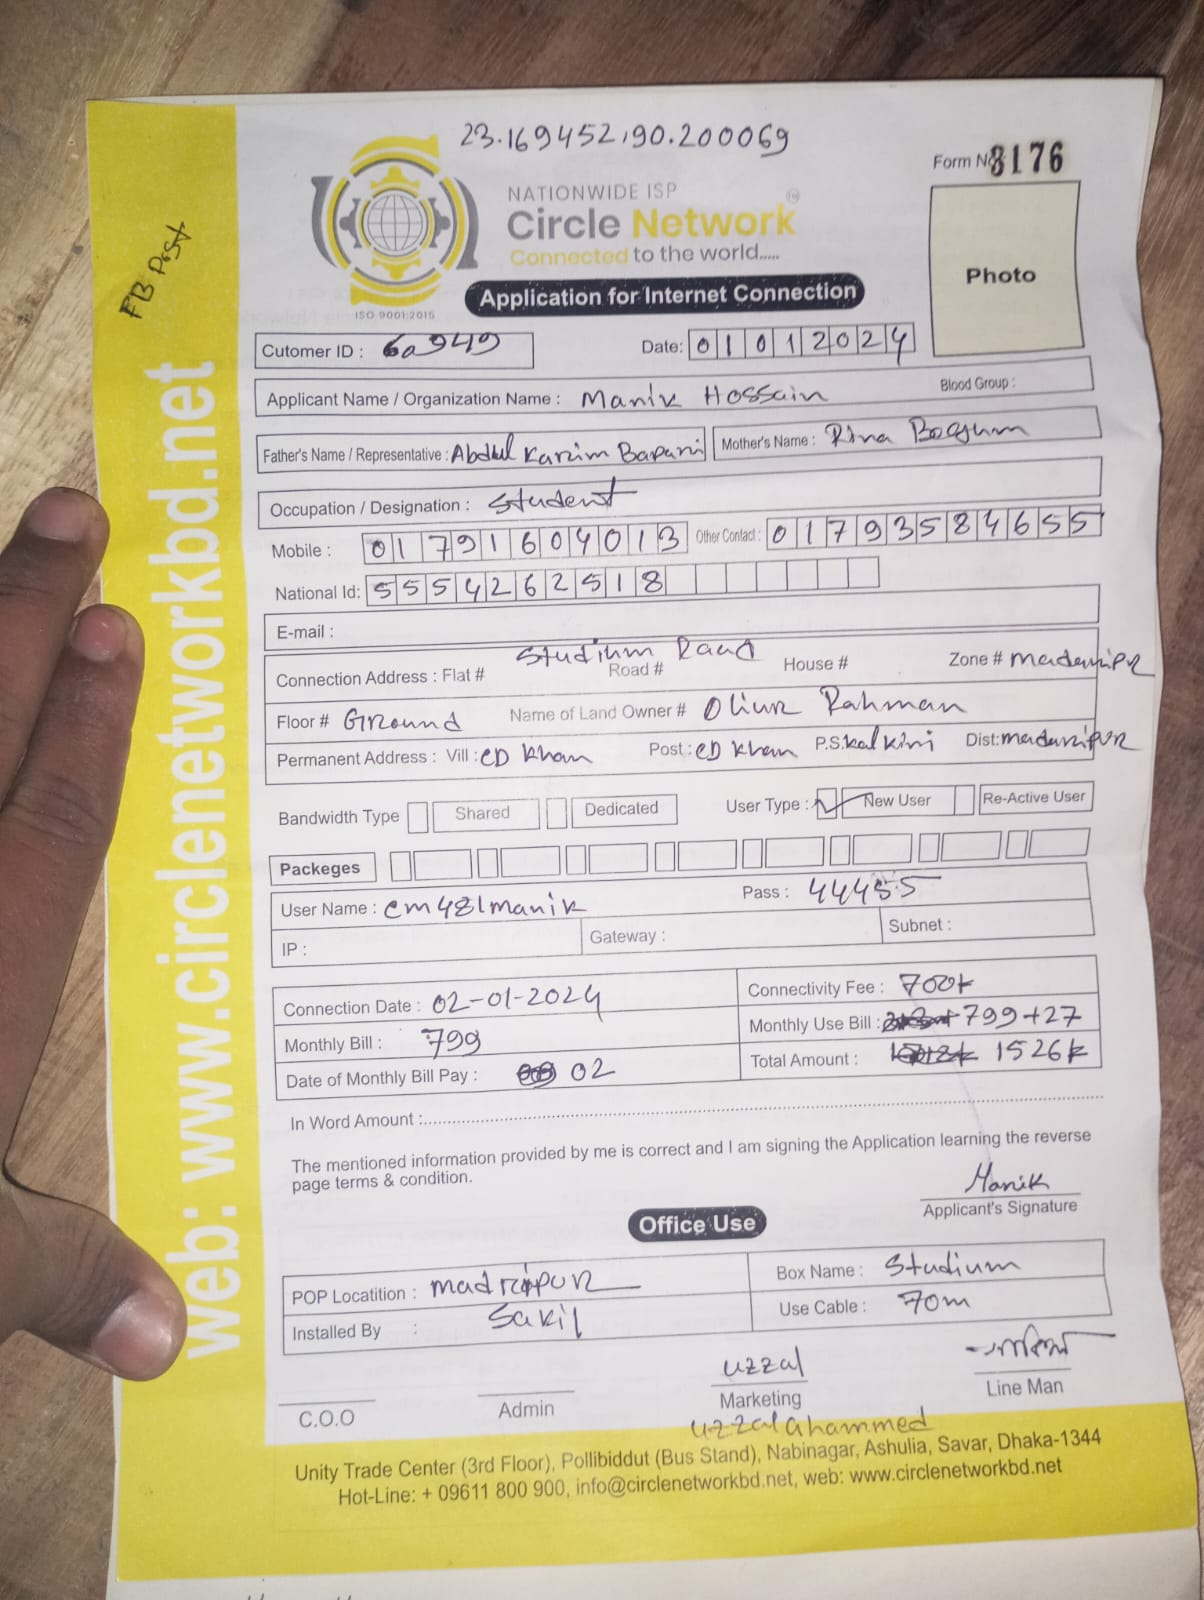 23.169452,90.200069
Form No 3176
NATIONWIDE ISP
Circle Network
Connected to the world.....
ISO 9001:2015
Photo
Application for Internet Connection
FB Post
web: www.circlenetworkbd.net
Cutomer ID : 6a949 Date: 01012024
Applicant Name / Organization Name : Manik Hossain Blood Group :
Father's Name / Representative : Abdul Karim Bapari Mother's Name : Rina Beegum
Occupation / Designation : Student
Mobile : 01791604013 Other Contact : 01793584655
National Id: 5554262518
E-mail :
Studium Raad
Connection Address : Flat # Road # House # Zone # madaripur
Floor # Ground Name of Land Owner # Oliur Rahman
Permanent Address : Vill : CD Khan Post : CD Khan P.S. kalkini Dist: madaripur
Bandwidth Type Shared Dedicated User Type : New User Re-Active User
Packeges
User Name : cm481manik Pass : 44455
IP : Gateway : Subnet :
Connection Date : 02-01-2024 Connectivity Fee : 700k
Monthly Bill : 799 Monthly Use Bill : 799+27
Date of Monthly Bill Pay : 02 Total Amount : 1526k
In Word Amount :
The mentioned information provided by me is correct and I am signing the Application learning the reverse
page terms & condition.
Manik
Applicant's Signature
Office Use
POP Locatition : madripur Box Name : Studium
Installed By : Sakil Use Cable : 70m
uzzal
C.O.O Admin Marketing Line Man
uzzal ahammed
Unity Trade Center (3rd Floor), Pollibiddut (Bus Stand), Nabinagar, Ashulia, Savar, Dhaka-1344
Hot-Line: + 09611 800 900, info@circlenetworkbd.net, web: www.circlenetworkbd.net